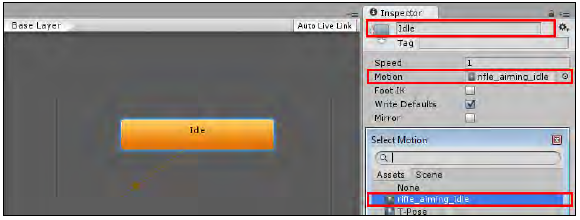 Base Layer
Auto Live Link
Idle
Inspector
Idle
Tag
Speed
1
Motion
rifle_aiming_idle
Foot IK
Write Defaults
Mirror
Select Motion
Assets
Scene
None
rifle_aiming_idle
T-Pose